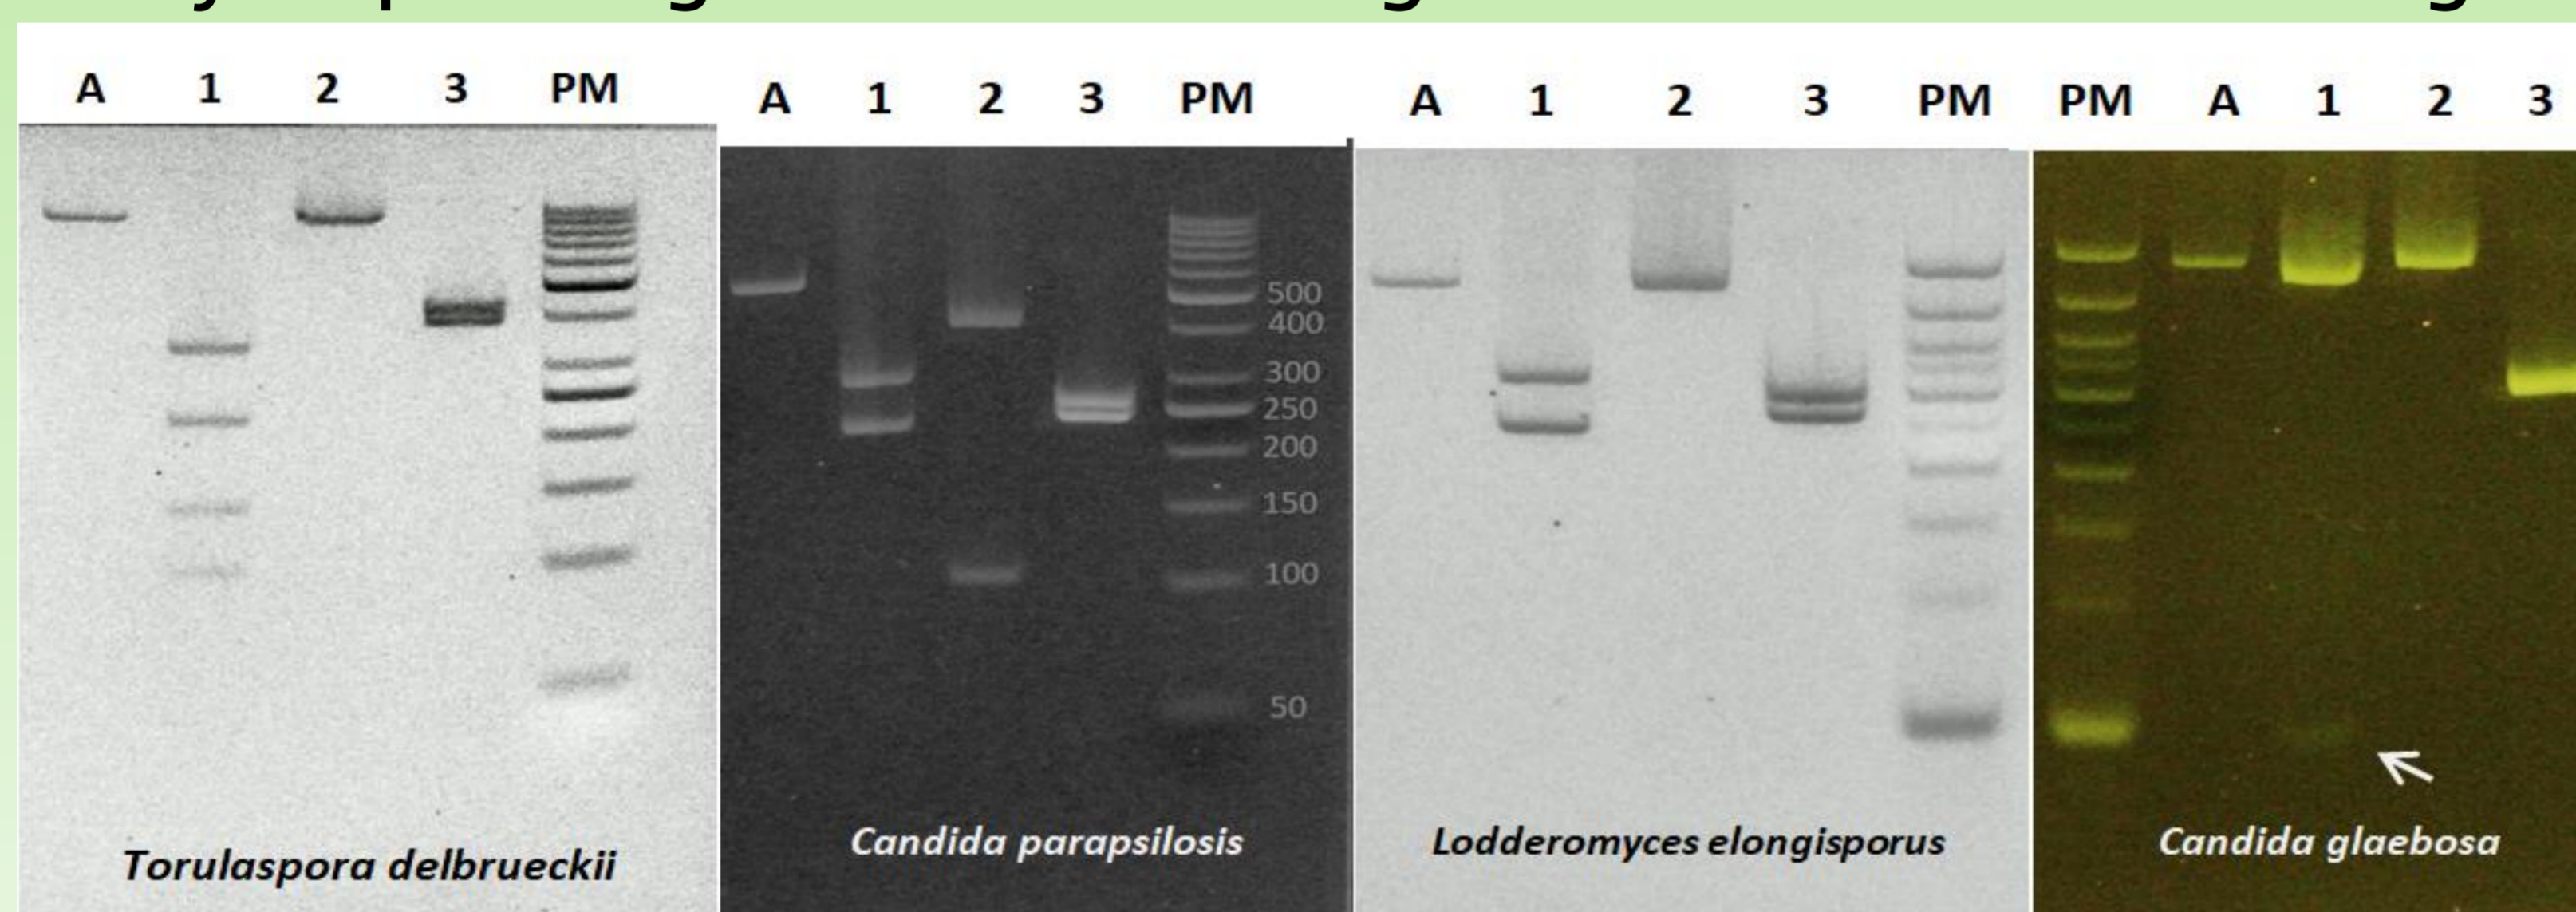 A 1 2 3 PM
A 1 2 3 PM
A 1 2 3 PM
PM A 1 2 3
500
400
300
250
200
150
100
50
Torulaspora delbrueckii
Candida parapsilosis
Lodderomyces elongisporus
Candida glaebosa